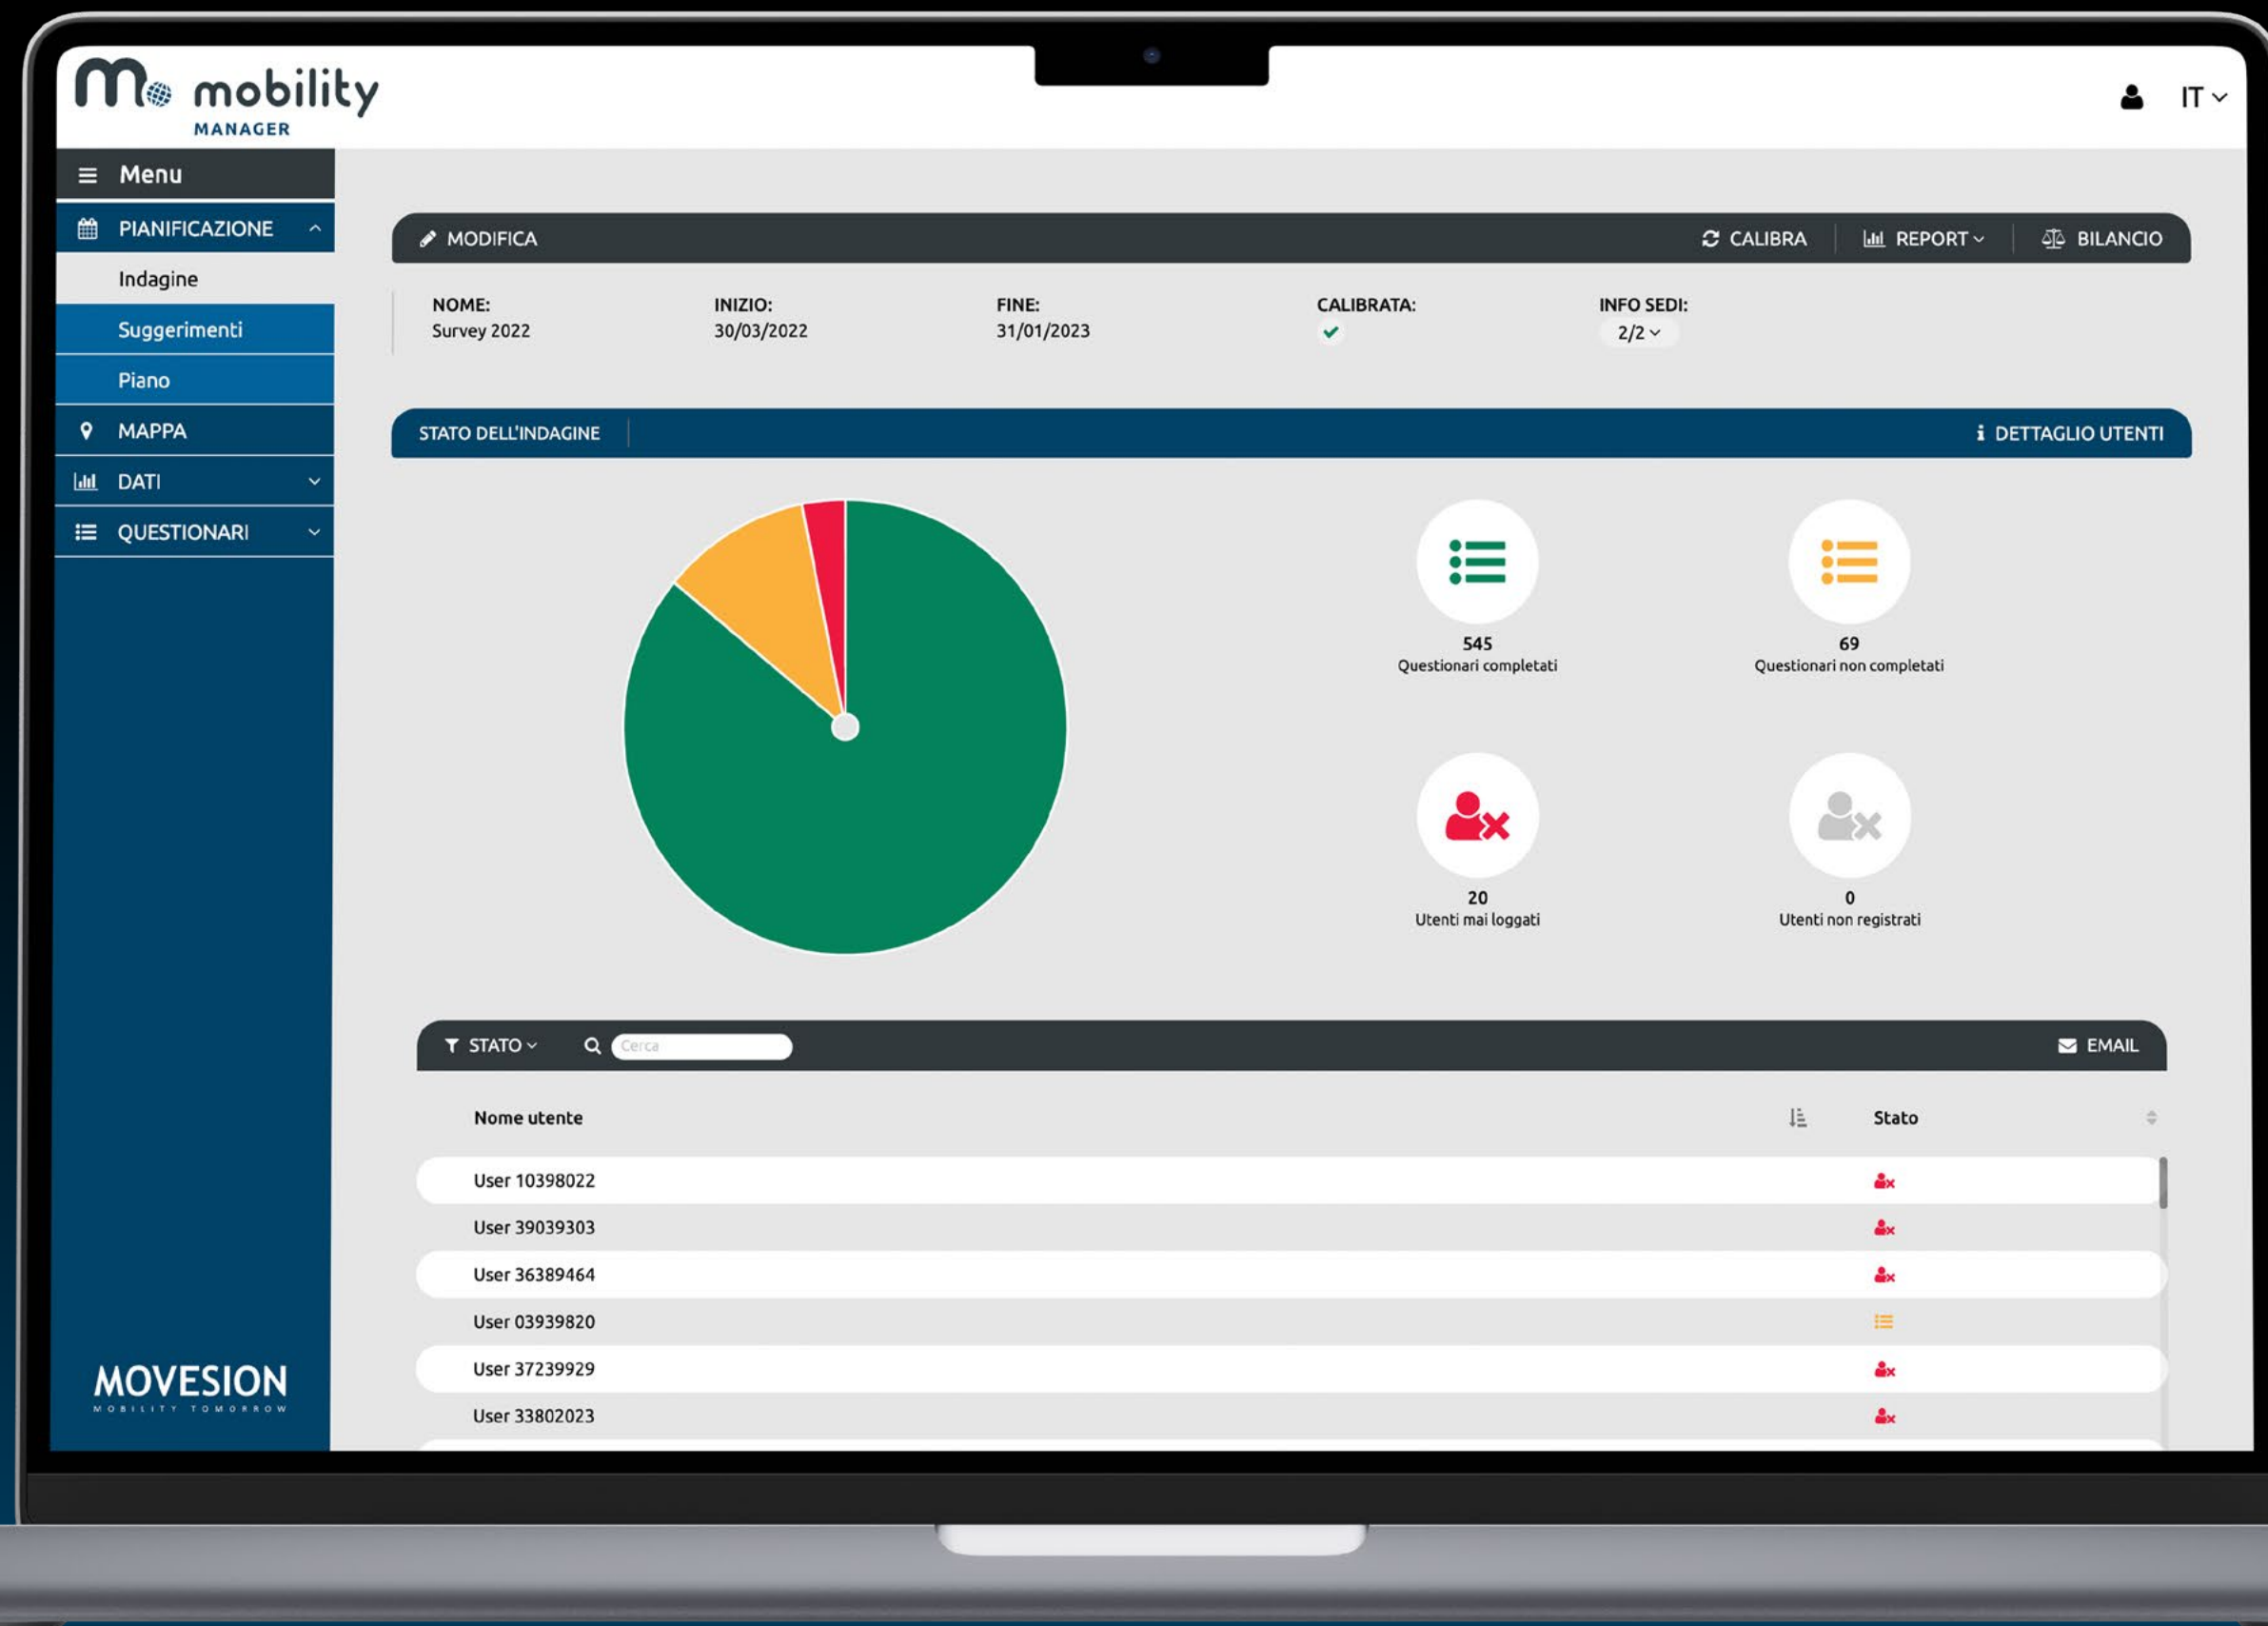 mobility
MANAGER
IT
Menu
PIANIFICAZIONE
Indagine
Suggerimenti
Piano
MAPPA
DATI
QUESTIONARI
MOVESION
MOBILITY TOMORROW
MODIFICA
CALIBRA
REPORT
BILANCIO
NOME:
Survey 2022
INIZIO:
30/03/2022
FINE:
31/01/2023
CALIBRATA:
INFO SEDI:
2/2
STATO DELL'INDAGINE
DETTAGLIO UTENTI
545
Questionari completati
69
Questionari non completati
20
Utenti mai loggati
0
Utenti non registrati
STATO
Cerca
EMAIL
Nome utente
Stato
User 10398022
User 39039303
User 36389464
User 03939820
User 37239929
User 33802023